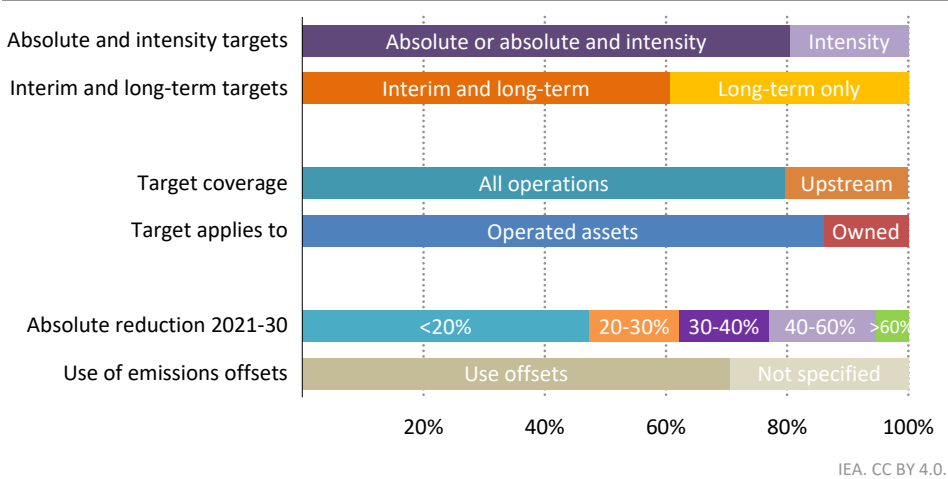 Absolute and intensity targets Absolute or absolute and intensity Intensity
Interim and long-term targets Interim and long-term Long-term only
Target coverage All operations Upstream
Target applies to Operated assets Owned
Absolute reduction 2021-30 <20% 20-30% 30-40% 40-60% >60%
Use of emissions offsets Use offsets Not specified
20% 40% 60% 80% 100%
IEA. CC BY 4.0.